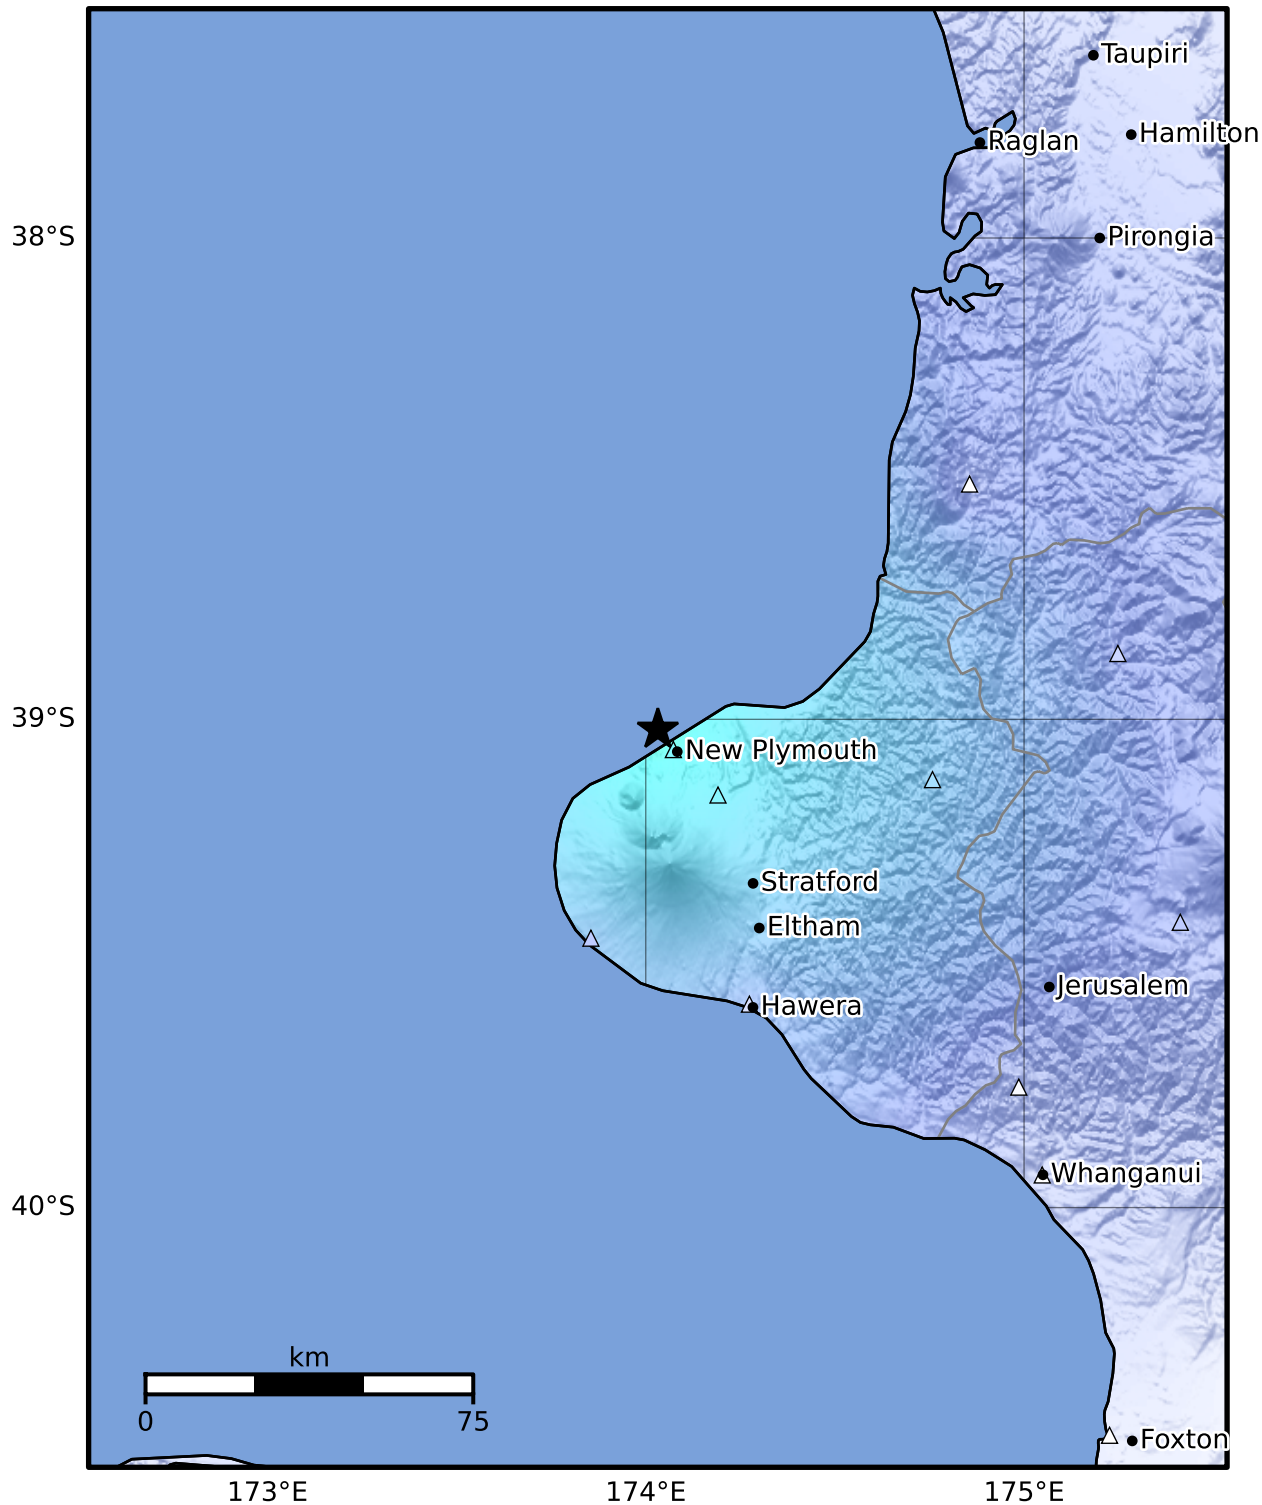 Taupiri
Hamilton
Raglan
38°S
Pirongia
39°S
New Plymouth
Stratford
Eltham
Jerusalem
Hawera
Whanganui
40°S
km
0
75
Foxton
173°E
174°E
175°E